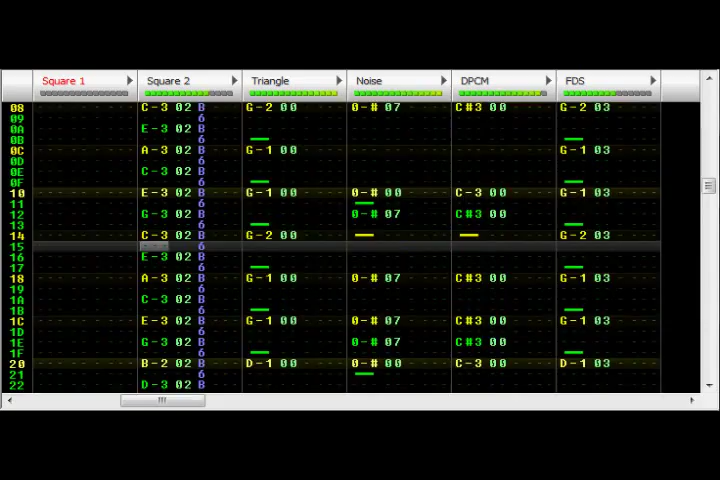 Square 1 Square 2 Triangle Noise DPCM FDS
08 C-3 02 B G-2 00 0-# 07 C#3 00 G-2 03
09 6
0A E-3 02 B
0B 6
0C A-3 02 B G-1 00 G-1 03
0D 6
0E C-3 02 B
0F 6
10 E-3 02 B G-1 00 0-# 00 C-3 00 G-1 03
11 6
12 G-3 02 B 0-# 07 C#3 00
13 6
14 C-3 02 B G-2 00 G-2 03
15 --- 6
16 E-3 02 B
17 6
18 A-3 02 B G-1 00 0-# 07 C#3 00 G-1 03
19 6
1A C-3 02 B
1B 6
1C E-3 02 B G-1 00 0-# 07 C#3 00 G-1 03
1D 6
1E G-3 02 B 0-# 07 C#3 00
1F 6
20 B-2 02 B D-1 00 0-# 00 C-3 00 D-1 03
21 6
22 D-3 02 B